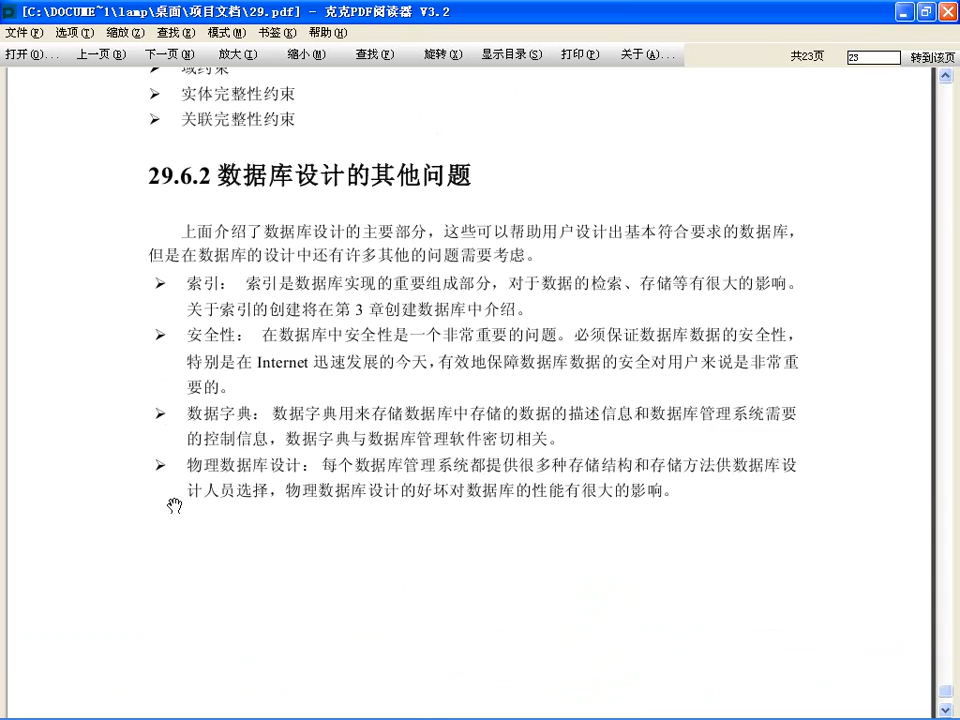 [C:\DOCUME~1\lamp\桌面\项目文档\29.pdf] - 克克PDF阅读器 V3.2
文件(F) 选项(T) 缩放(Z) 查找(E) 模式(M) 书签(K) 帮助(H)
打开(O)... 上一页(B) 下一页(N) 放大(I) 缩小(M) 查找(F) 旋转(X) 显示目录(S) 打印(P) 关于(A)... 共23页 23 转到该页
➢ 域约束
➢ 实体完整性约束
➢ 关联完整性约束
29.6.2 数据库设计的其他问题
上面介绍了数据库设计的主要部分，这些可以帮助用户设计出基本符合要求的数据库，
但是在数据库的设计中还有许多其他的问题需要考虑。
➢ 索引： 索引是数据库实现的重要组成部分，对于数据的检索、存储等有很大的影响。
关于索引的创建将在第 3 章创建数据库中介绍。
➢ 安全性： 在数据库中安全性是一个非常重要的问题。必须保证数据库数据的安全性，
特别是在 Internet 迅速发展的今天，有效地保障数据库数据的安全对用户来说是非常重
要的。
➢ 数据字典： 数据字典用来存储数据库中存储的数据的描述信息和数据库管理系统需要
的控制信息，数据字典与数据库管理软件密切相关。
➢ 物理数据库设计： 每个数据库管理系统都提供很多种存储结构和存储方法供数据库设
计人员选择，物理数据库设计的好坏对数据库的性能有很大的影响。